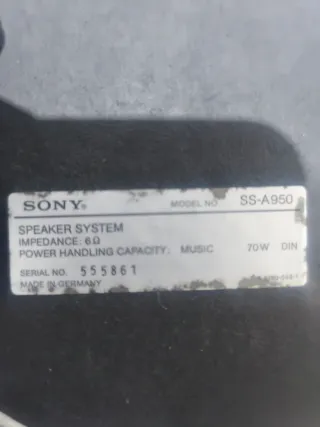 SONY® MODEL NO. SS-A950
SPEAKER SYSTEM
IMPEDANCE: 6Ω
POWER HANDLING CAPACITY: MUSIC 70W DIN
SERIAL NO. 555861
MADE IN GERMANY